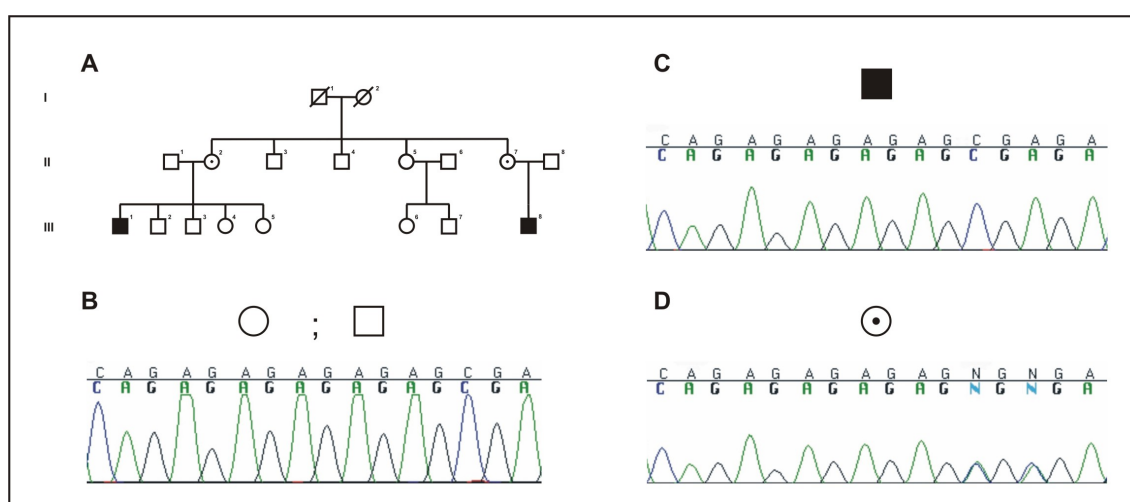 A
I
1 2
II
1 2 3 4 5 6 7 8
III
1 2 3 4 5 6 7 8
B
;
C A G A G A G A G A G A G C G A
C A G A G A G A G A G A G C G A
C
C A G A G A G A G A G C G A G A
C A G A G A G A G A G C G A G A
D
C A G A G A G A G A G N G N G A
C A G A G A G A G A G N G N G A